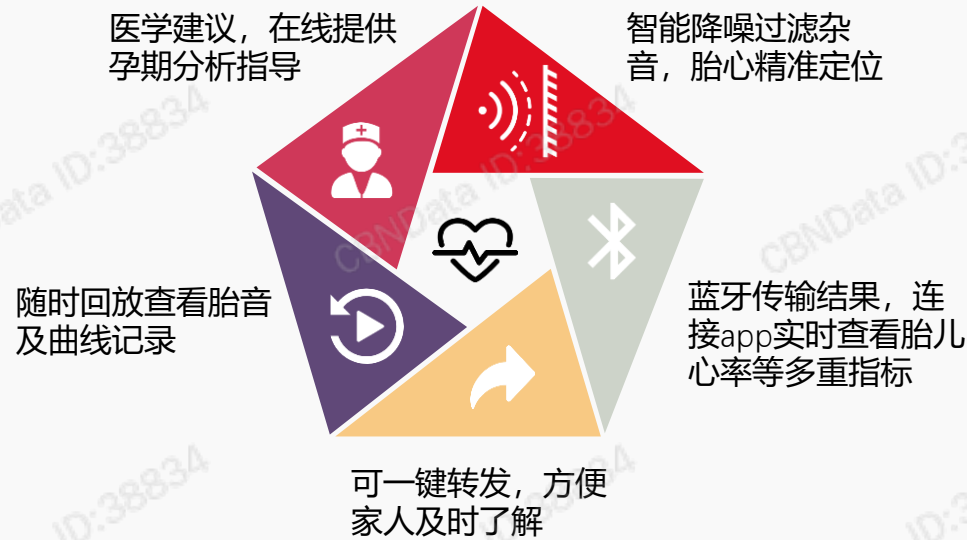 医学建议，在线提供
孕期分析指导
智能降噪过滤杂
音，胎心精准定位
随时回放查看胎音
及曲线记录
蓝牙传输结果，连
接app实时查看胎儿
心率等多重指标
可一键转发，方便
家人及时了解
CBNData ID:38834